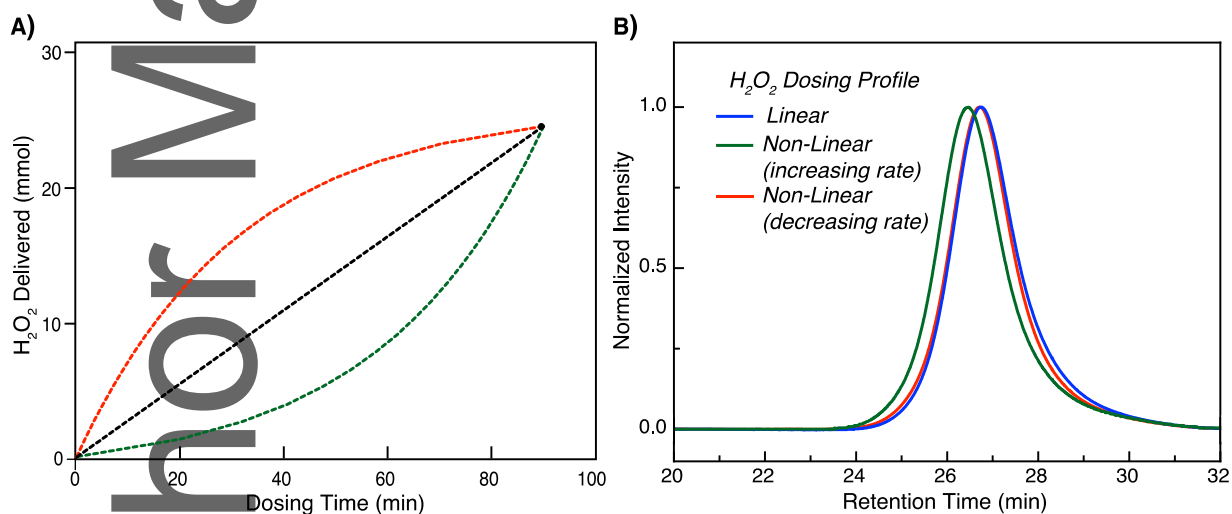 A)
H₂O₂ Delivered (mmol)
30
20
10
0
0 20 40 60 80 100
Dosing Time (min)
hor Ma
B)
Normalized Intensity
1.0
0.5
0.0
H₂O₂ Dosing Profile
Linear
Non-Linear
(increasing rate)
Non-Linear
(decreasing rate)
20 22 24 26 28 30 32
Retention Time (min)